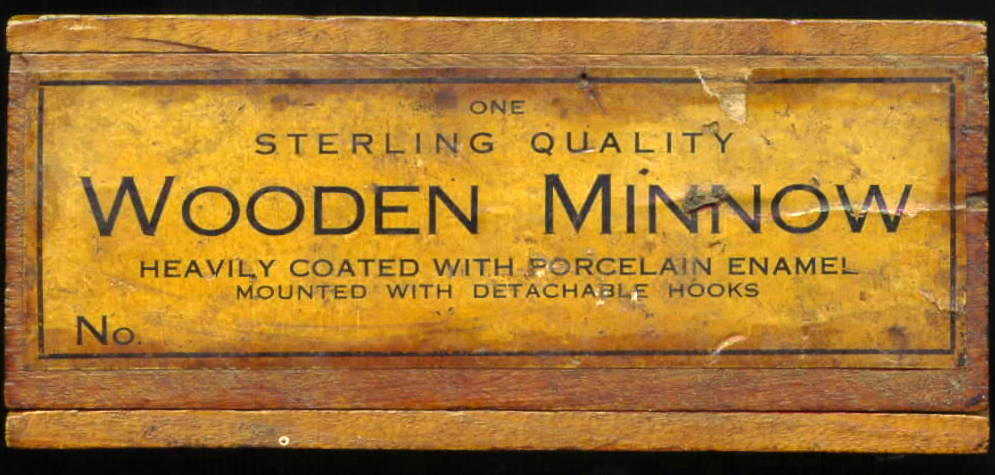 ONE
STERLING QUALITY
WOODEN MINNOW
HEAVILY COATED WITH PORCELAIN ENAMEL
MOUNTED WITH DETACHABLE HOOKS
No.